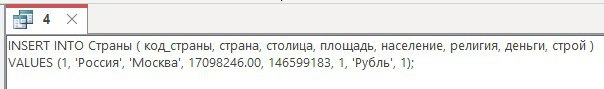 4
INSERT INTO Страны ( код_страны, страна, столица, площадь, население, религия, деньги, строй )
VALUES (1, 'Россия', 'Москва', 17098246.00, 146599183, 1, 'Рубль', 1);